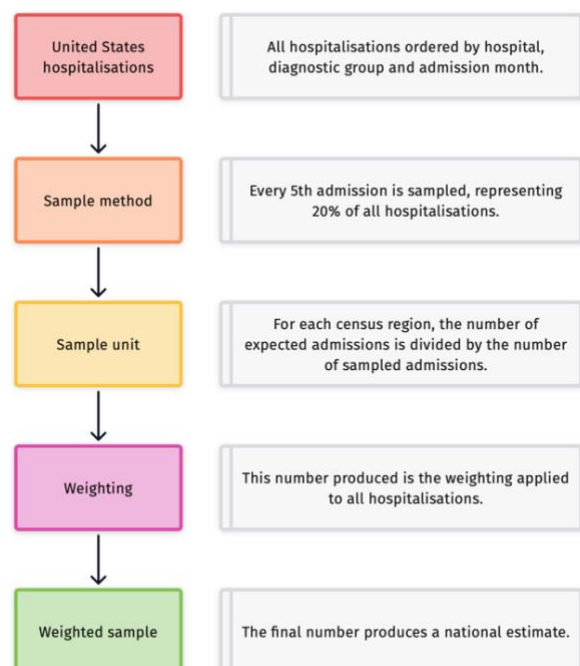 United States
hospitalisations
All hospitalisations ordered by hospital,
diagnostic group and admission month.
Sample method
Every 5th admission is sampled, representing
20% of all hospitalisations.
Sample unit
For each census region, the number of
expected admissions is divided by the number
of sampled admissions.
Weighting
This number produced is the weighting applied
to all hospitalisations.
Weighted sample
The final number produces a national estimate.